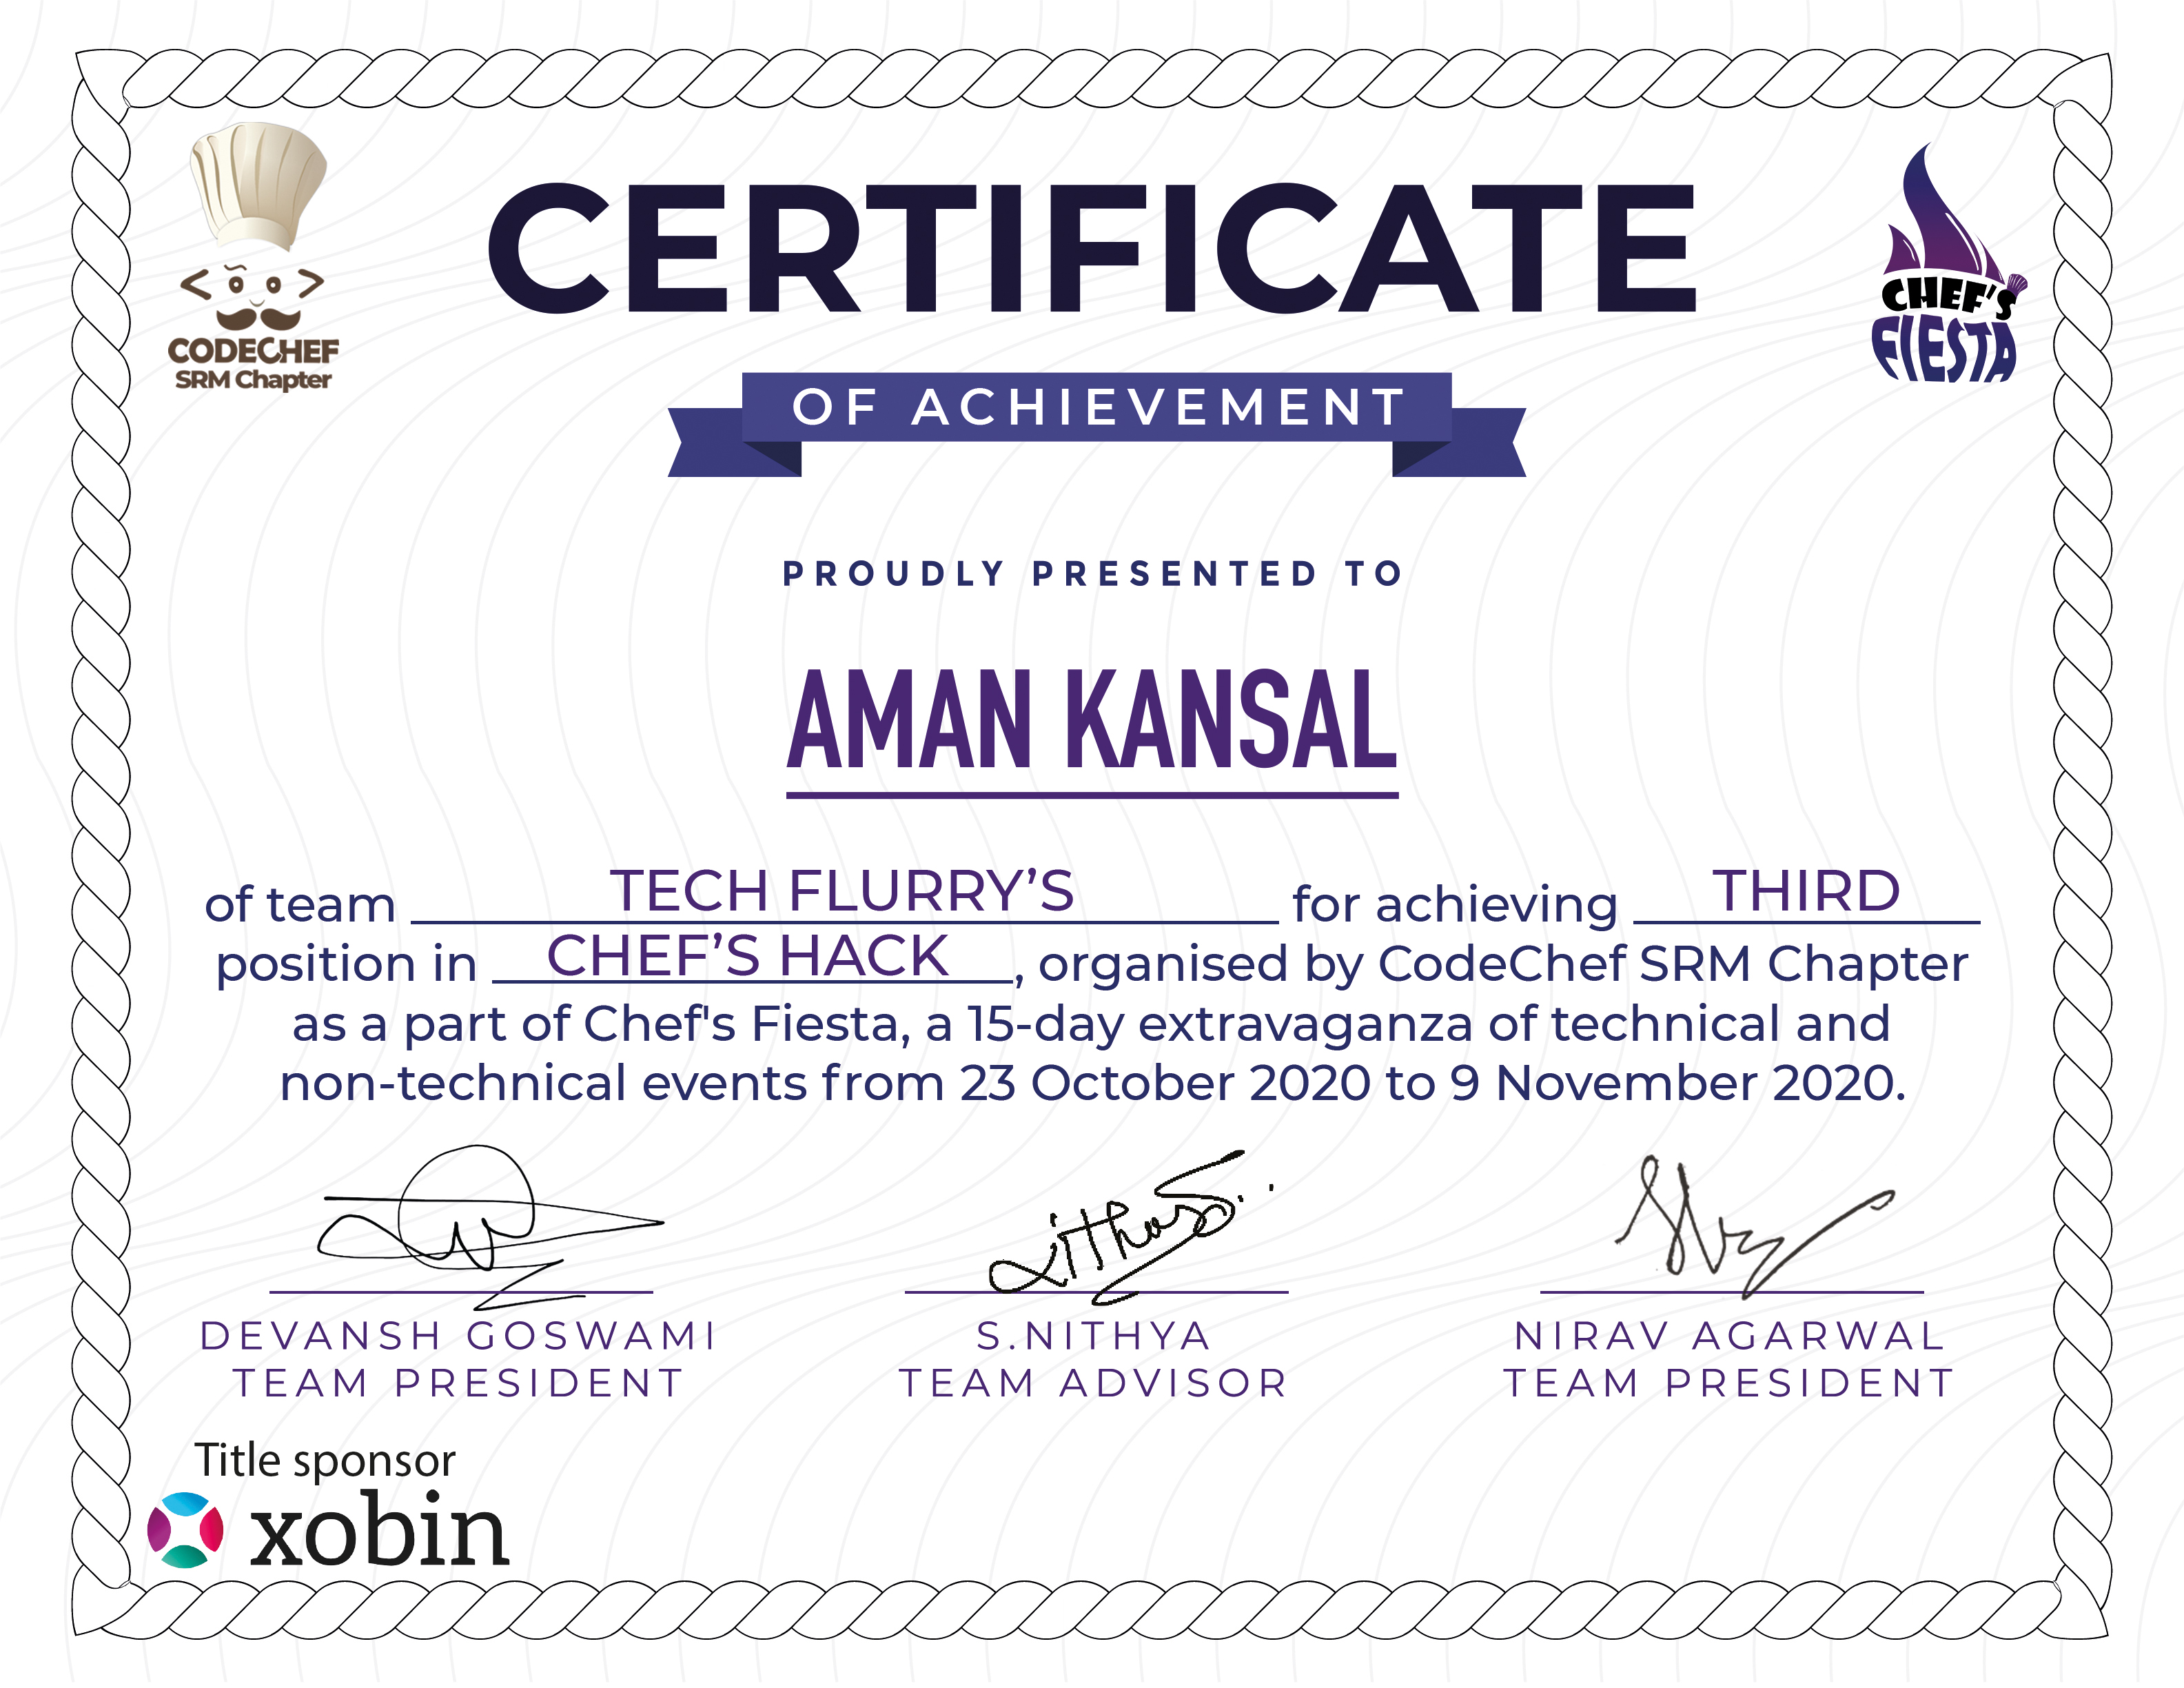 CERTIFICATE
CODECHEF
SRM Chapter
CHEF'S
FIESTA
OF ACHIEVEMENT
PROUDLY PRESENTED TO
AMAN KANSAL
of team TECH FLURRY’S for achieving THIRD
position in CHEF’S HACK, organised by CodeChef SRM Chapter
as a part of Chef's Fiesta, a 15-day extravaganza of technical and
non-technical events from 23 October 2020 to 9 November 2020.
Nithya S.
DEVANSH GOSWAMI
TEAM PRESIDENT
S.NITHYA
TEAM ADVISOR
NIRAV AGARWAL
TEAM PRESIDENT
Title sponsor
xobin